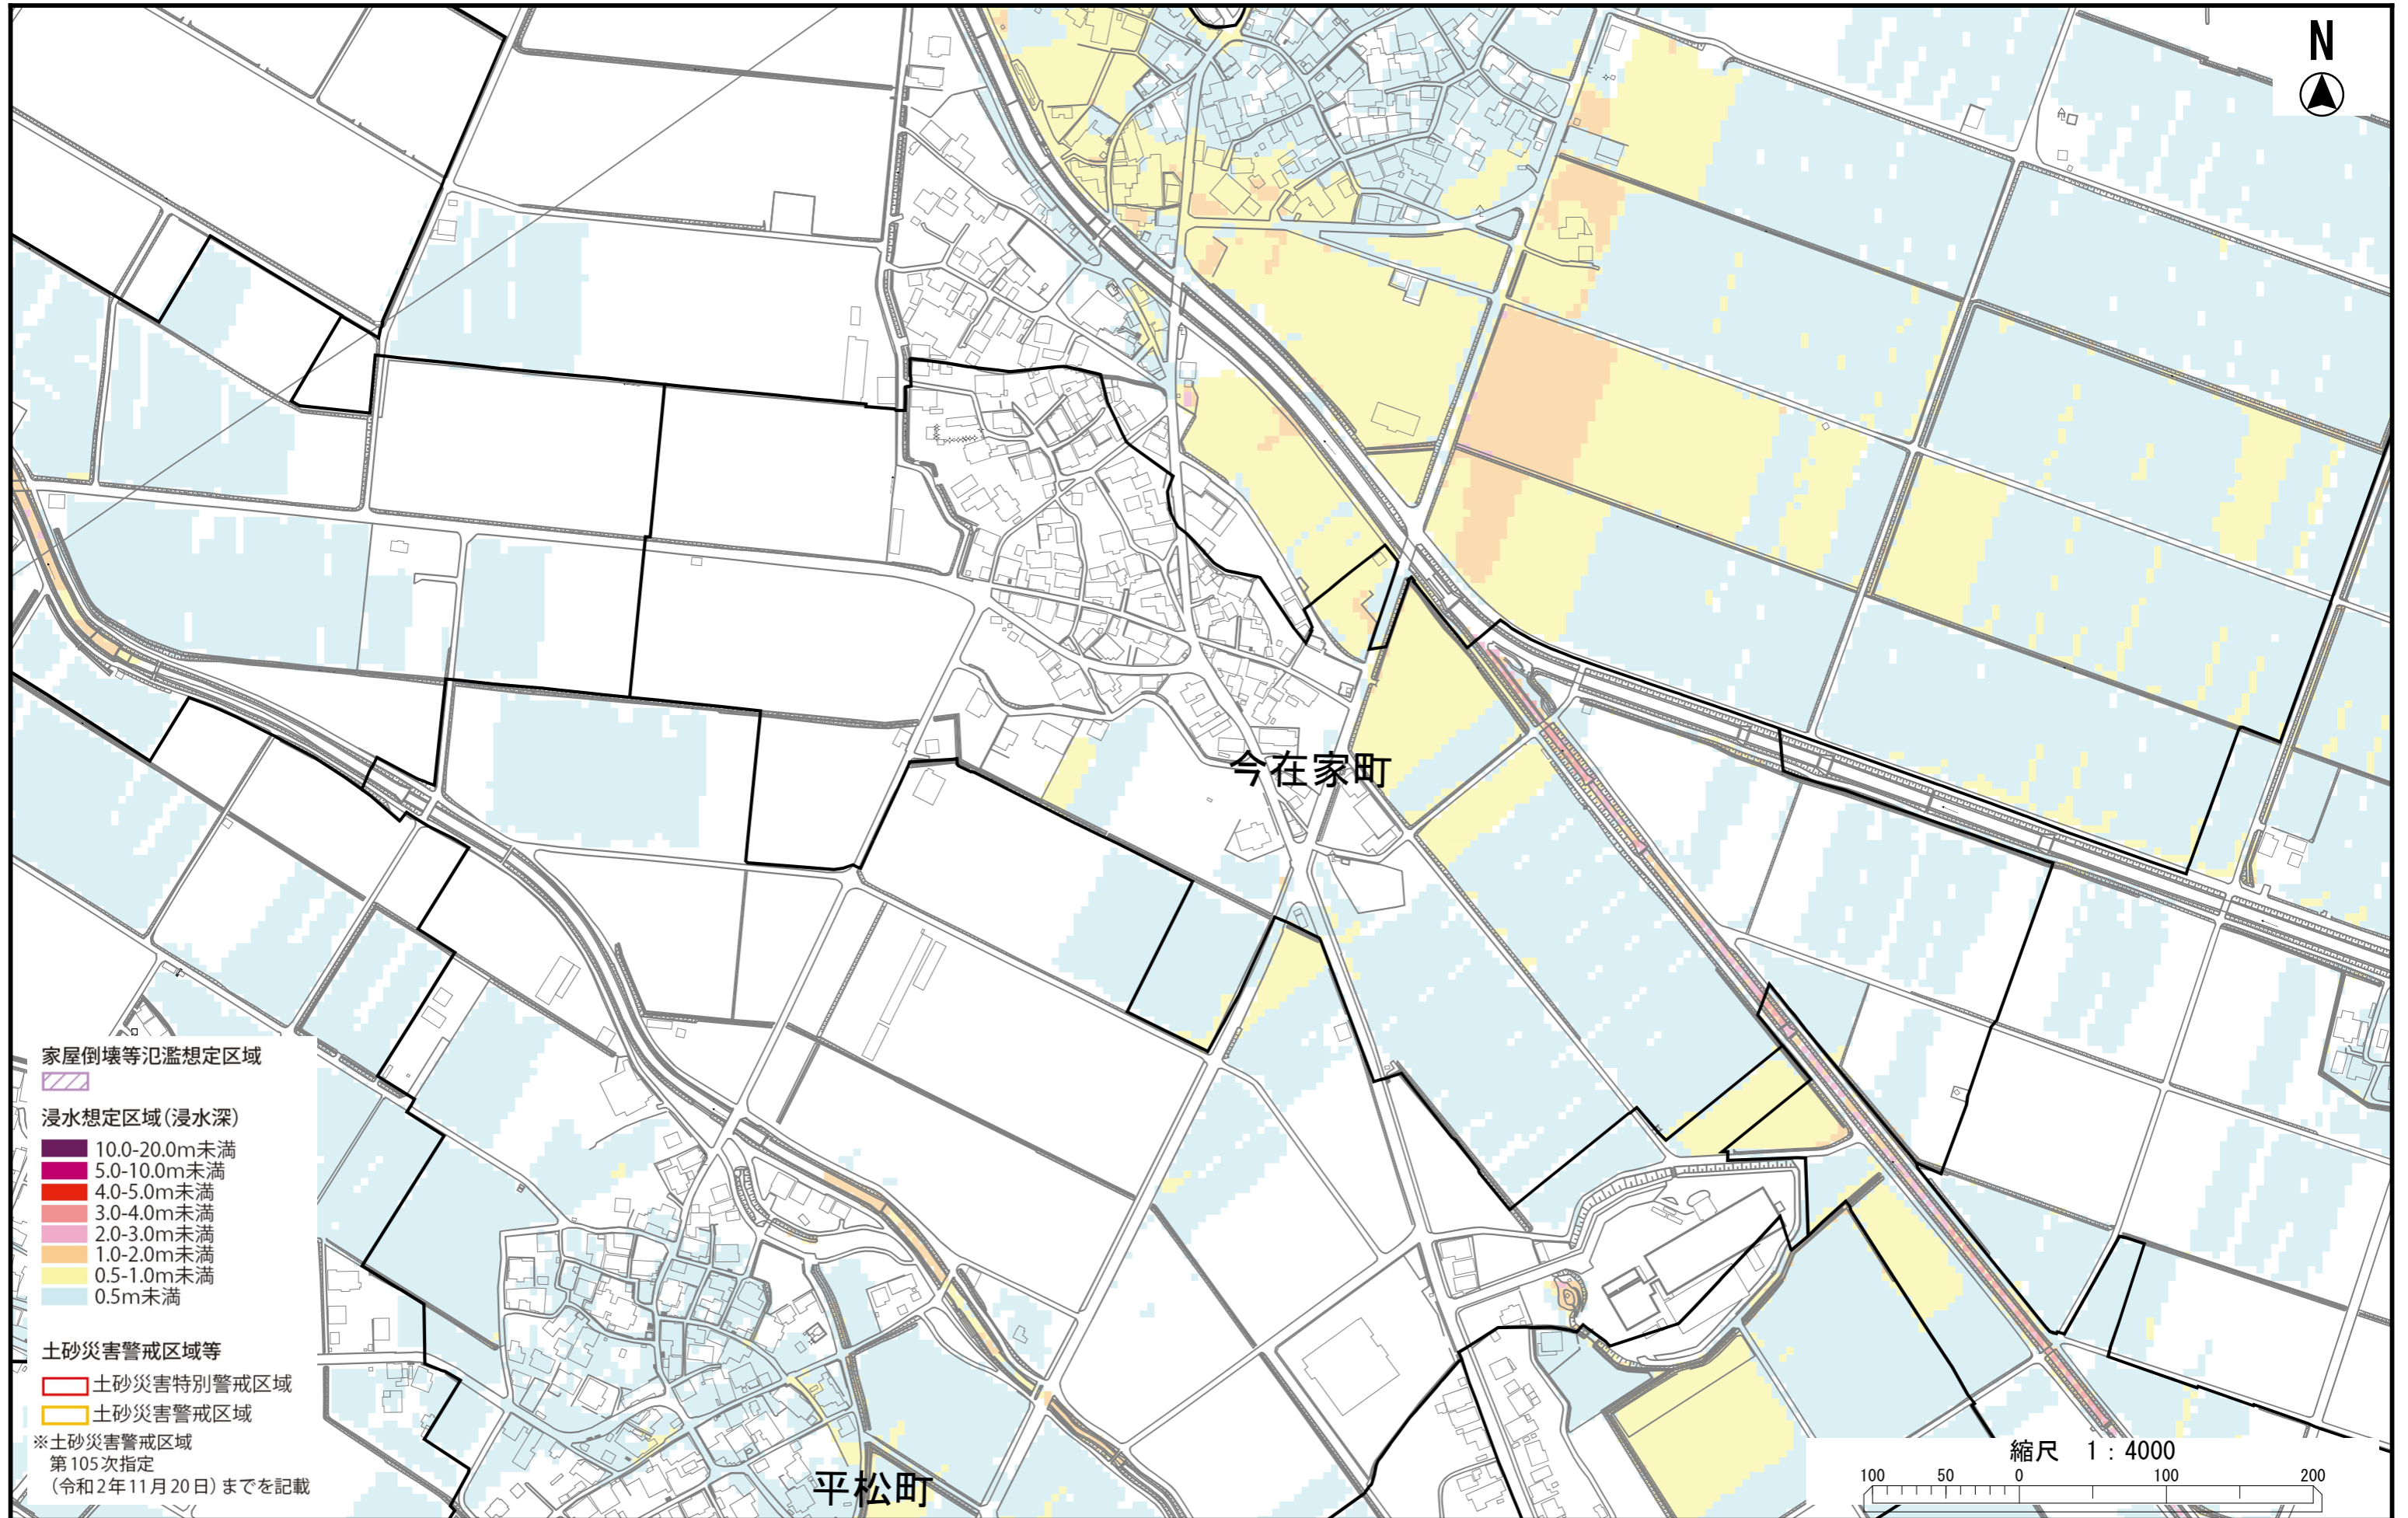 N
今在家町
家屋倒壊等氾濫想定区域
浸水想定区域(浸水深)
10.0-20.0m未満
5.0-10.0m未満
4.0-5.0m未満
3.0-4.0m未満
2.0-3.0m未満
1.0-2.0m未満
0.5-1.0m未満
0.5m未満
土砂災害警戒区域等
土砂災害特別警戒区域
土砂災害警戒区域
※土砂災害警戒区域
第105次指定
(令和2年11月20日)までを記載
平松町
縮尺 1:4000
100 50 0 100 200